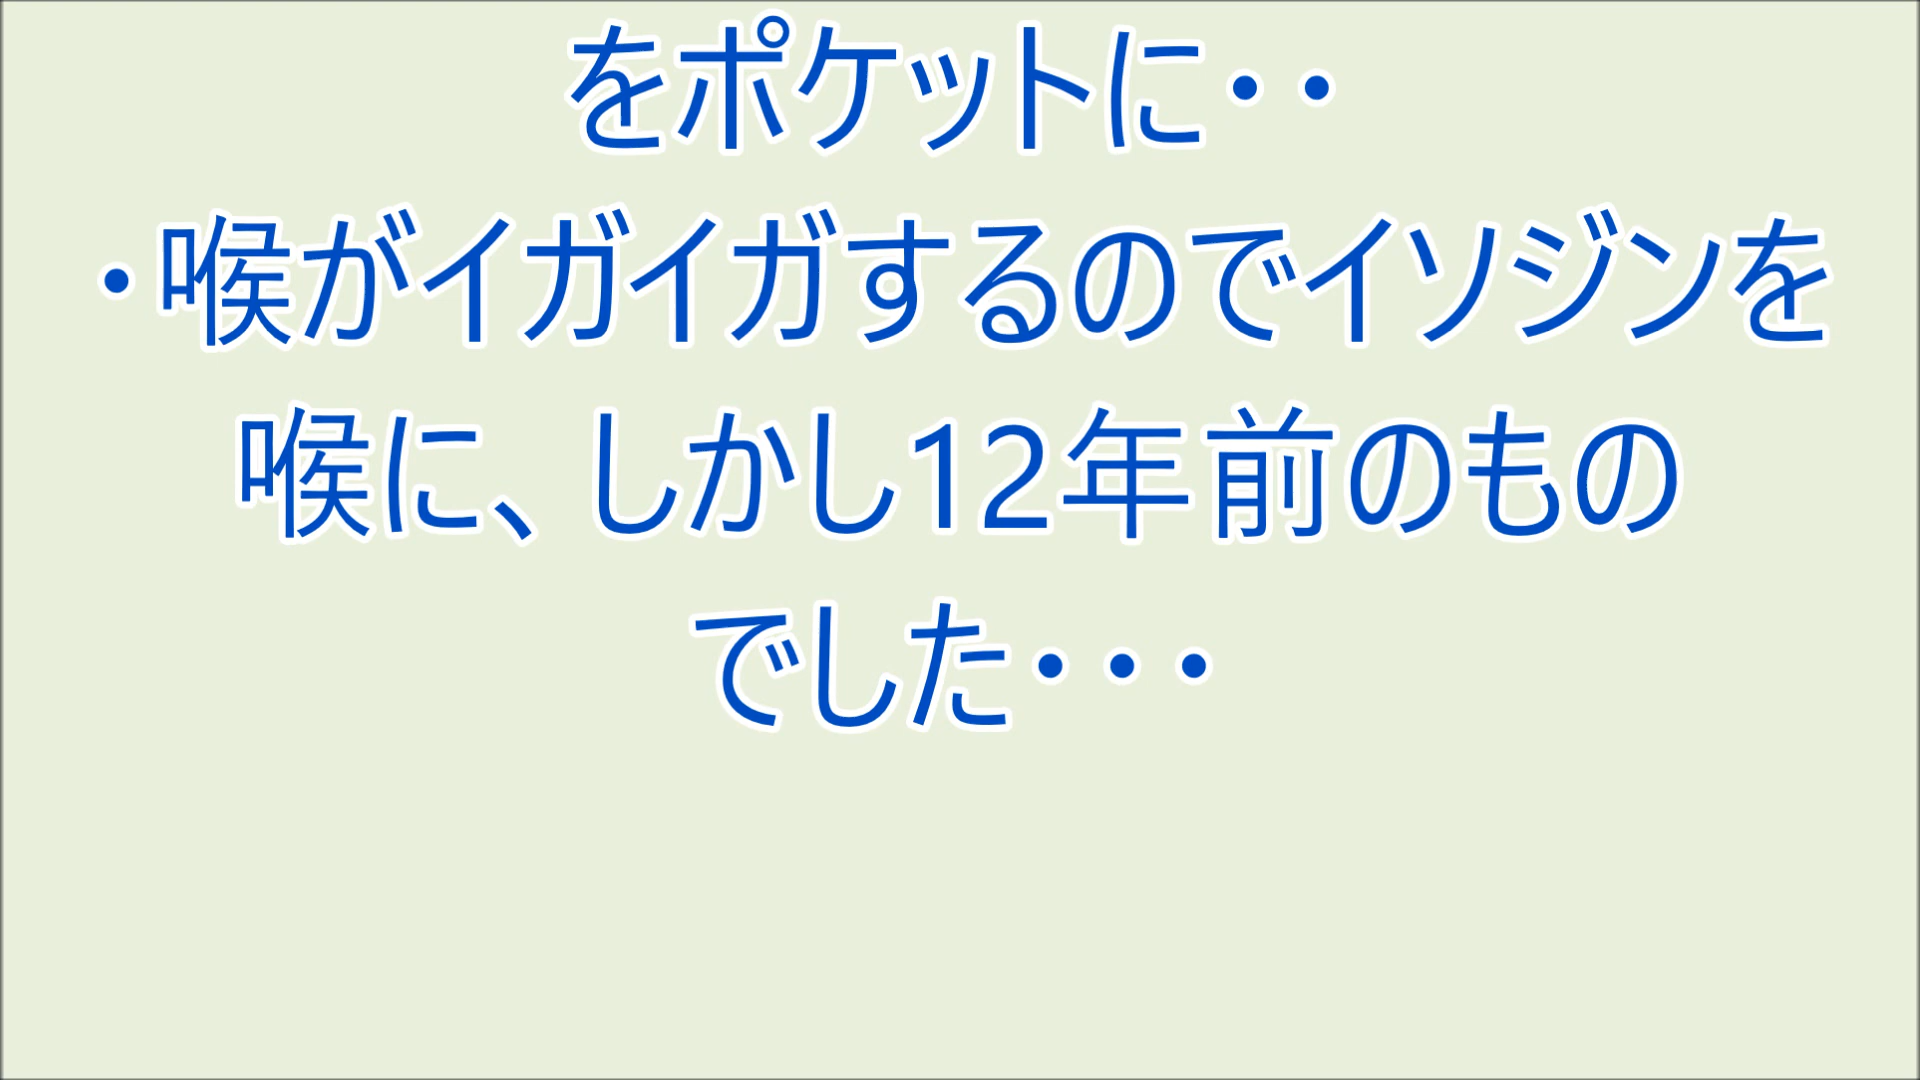 をポケットに・・
・喉がイガイガするのでイソジンを
喉に、しかし12年前のもの
でした・・・